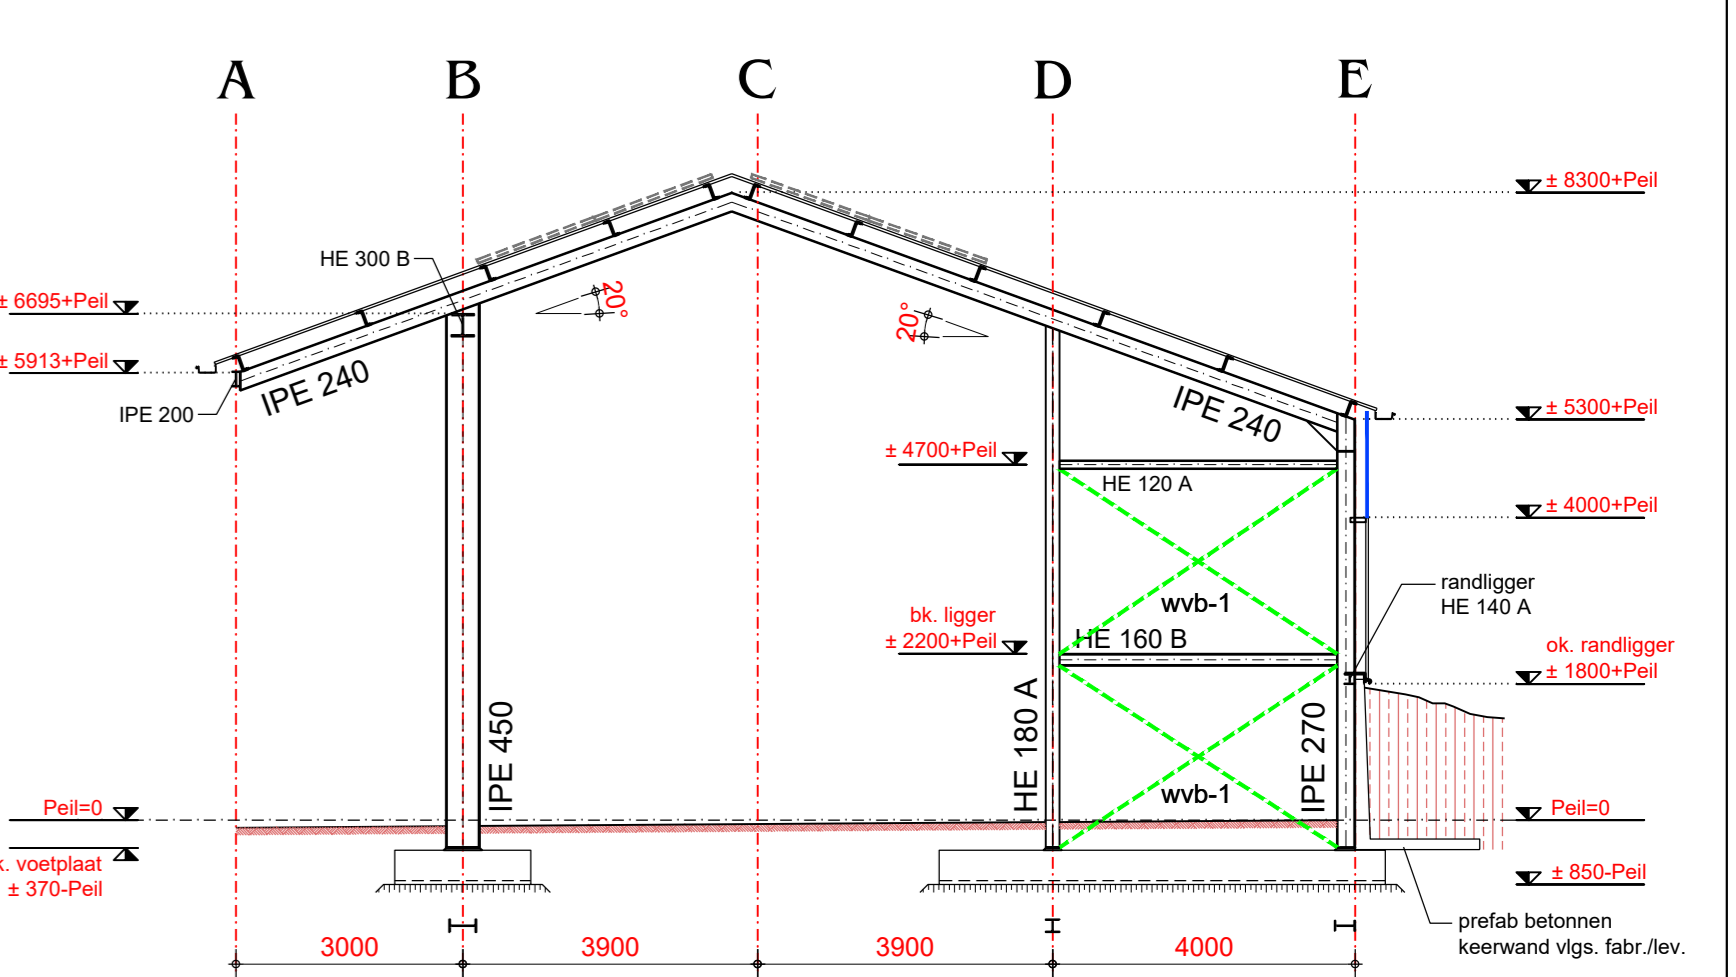 A B C D E
± 8300+Peil
HE 300 B
20°
± 6695+Peil
20°
± 5913+Peil
IPE 240
IPE 200
IPE 240
± 5300+Peil
± 4700+Peil
HE 120 A
± 4000+Peil
randligger
HE 140 A
wvb-1
bk. ligger
± 2200+Peil
HE 160 B
ok. randligger
± 1800+Peil
IPE 450
HE 180 A
IPE 270
wvb-1
Peil=0
Peil=0
k. voetplaat
± 370-Peil
± 850-Peil
prefab betonnen
keerwand vlgs. fabr./lev.
3000 3900 3900 4000